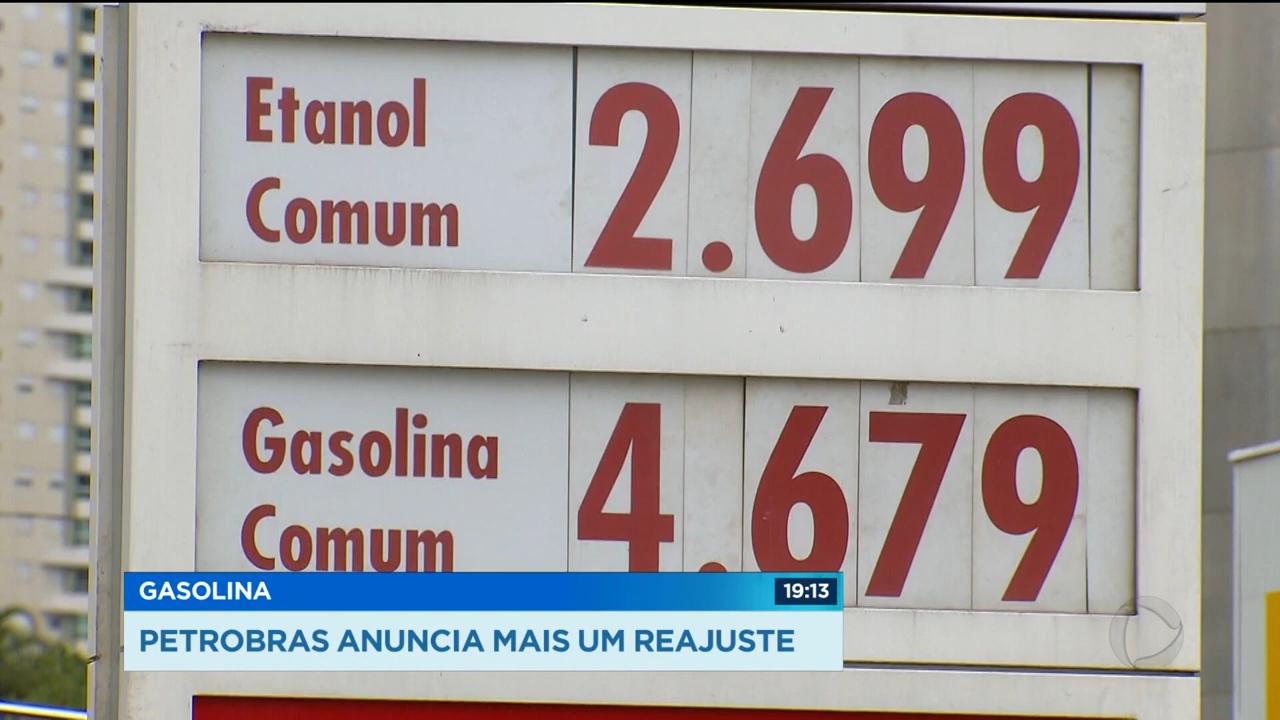 Etanol
Comum
2.699
Gasolina
Comum
4.679
GASOLINA
19:13
PETROBRAS ANUNCIA MAIS UM REAJUSTE